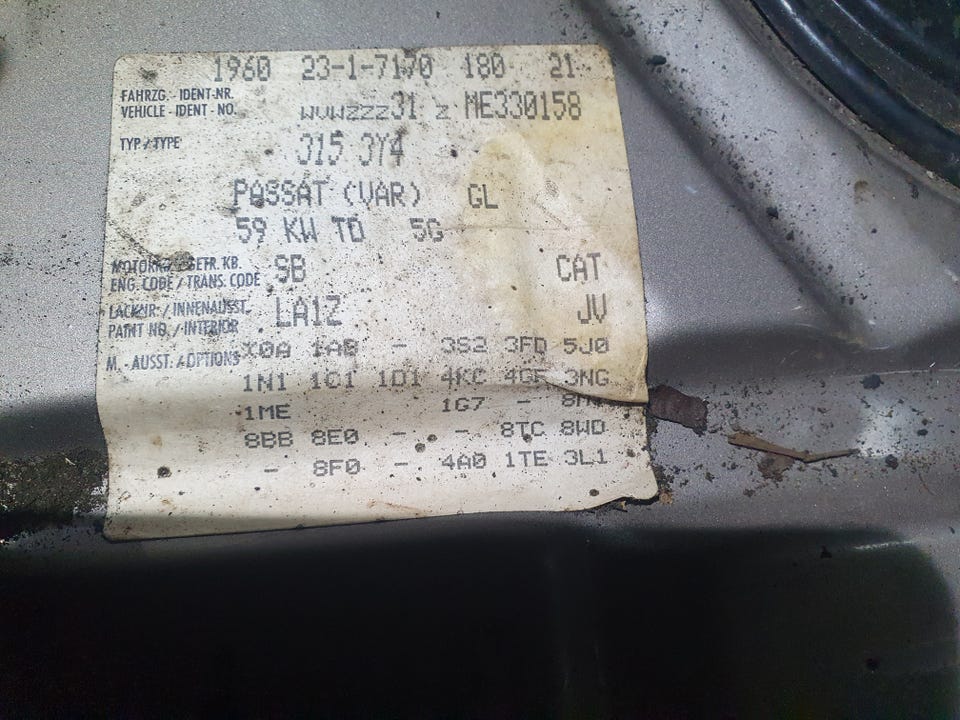 1960 23-1-7170 180 21
FAHRZG. - IDENT-NR.
VEHICLE - IDENT - NO. WVWZZZ31 Z ME330158
TYP / TYPE 315 3Y4
PASSAT (VAR) GL
59 KW TD 5G
GETR. KB.
ENG. CODE / TRANS. CODE SB CAT
LACKNR. / INNENAUSST.
PAINT NO. / INTERIOR LA1Z JV
M. - AUSST. / OPTIONS X0A 1AB - 3S2 3FD 5J0
1N1 1C1 1D1 4KC 3NG
1ME 1G7 -
8BB 8E0 - - 8TC 8WD
- 8F0 - 4A0 1TE 3L1